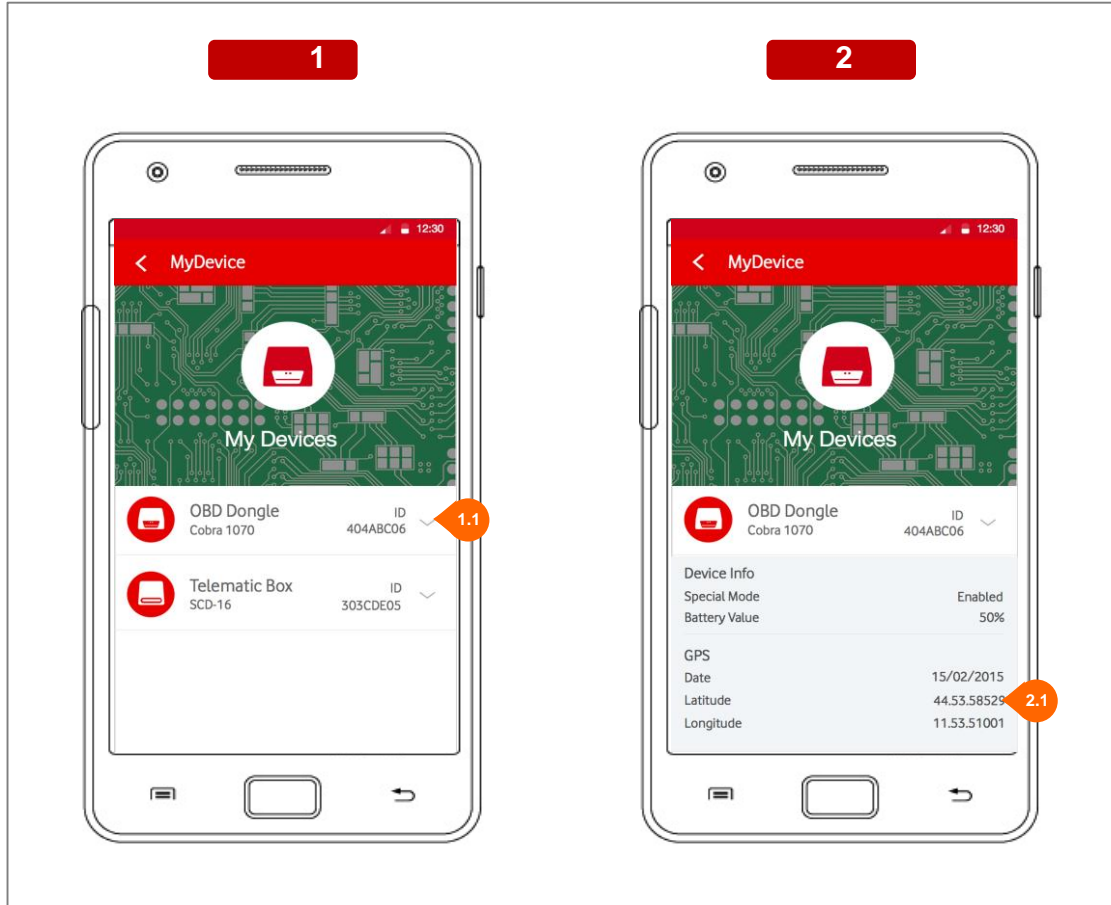 1
12:30
MyDevice
My Devices
OBD Dongle
Cobra 1070
ID
404ABC06
1.1
Telematic Box
SCD-16
ID
303CDE05
2
12:30
MyDevice
My Devices
OBD Dongle
Cobra 1070
ID
404ABC06
Device Info
Special Mode Enabled
Battery Value 50%
GPS
Date 15/02/2015
Latitude 44.53.58529
2.1
Longitude 11.53.51001